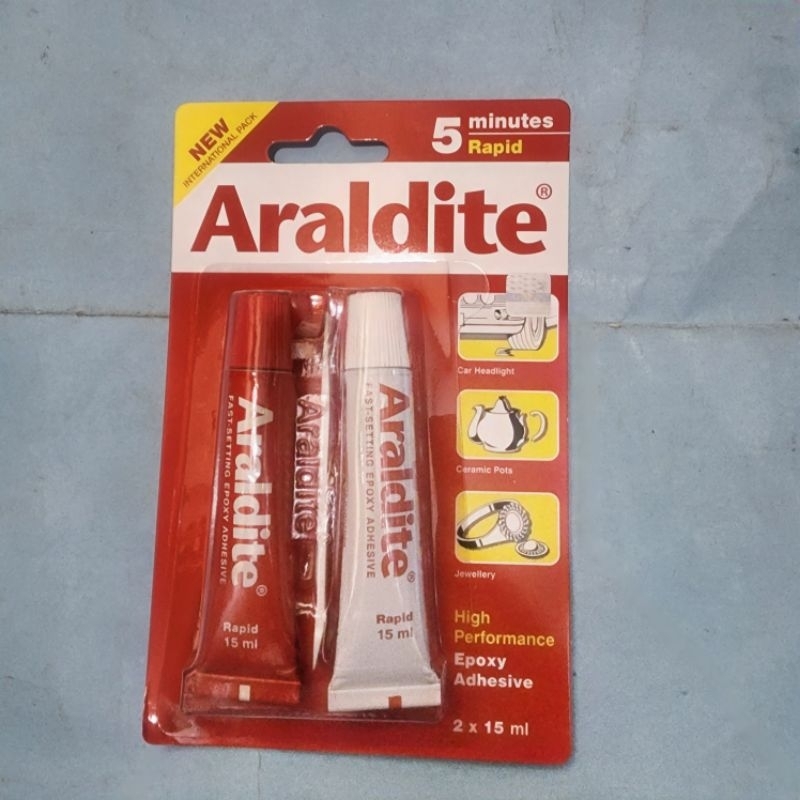 NEW
INTERNATIONAL PACK
5 minutes
Rapid
Araldite®
Car Headlight
Ceramic Pots
Jewellery
High
Performance
Epoxy
Adhesive
2 x 15 ml
Araldite®
FAST-SETTING EPOXY ADHESIVE
Rapid
15 ml
Araldite
Araldite®
FAST-SETTING EPOXY ADHESIVE
Rapid
15 ml